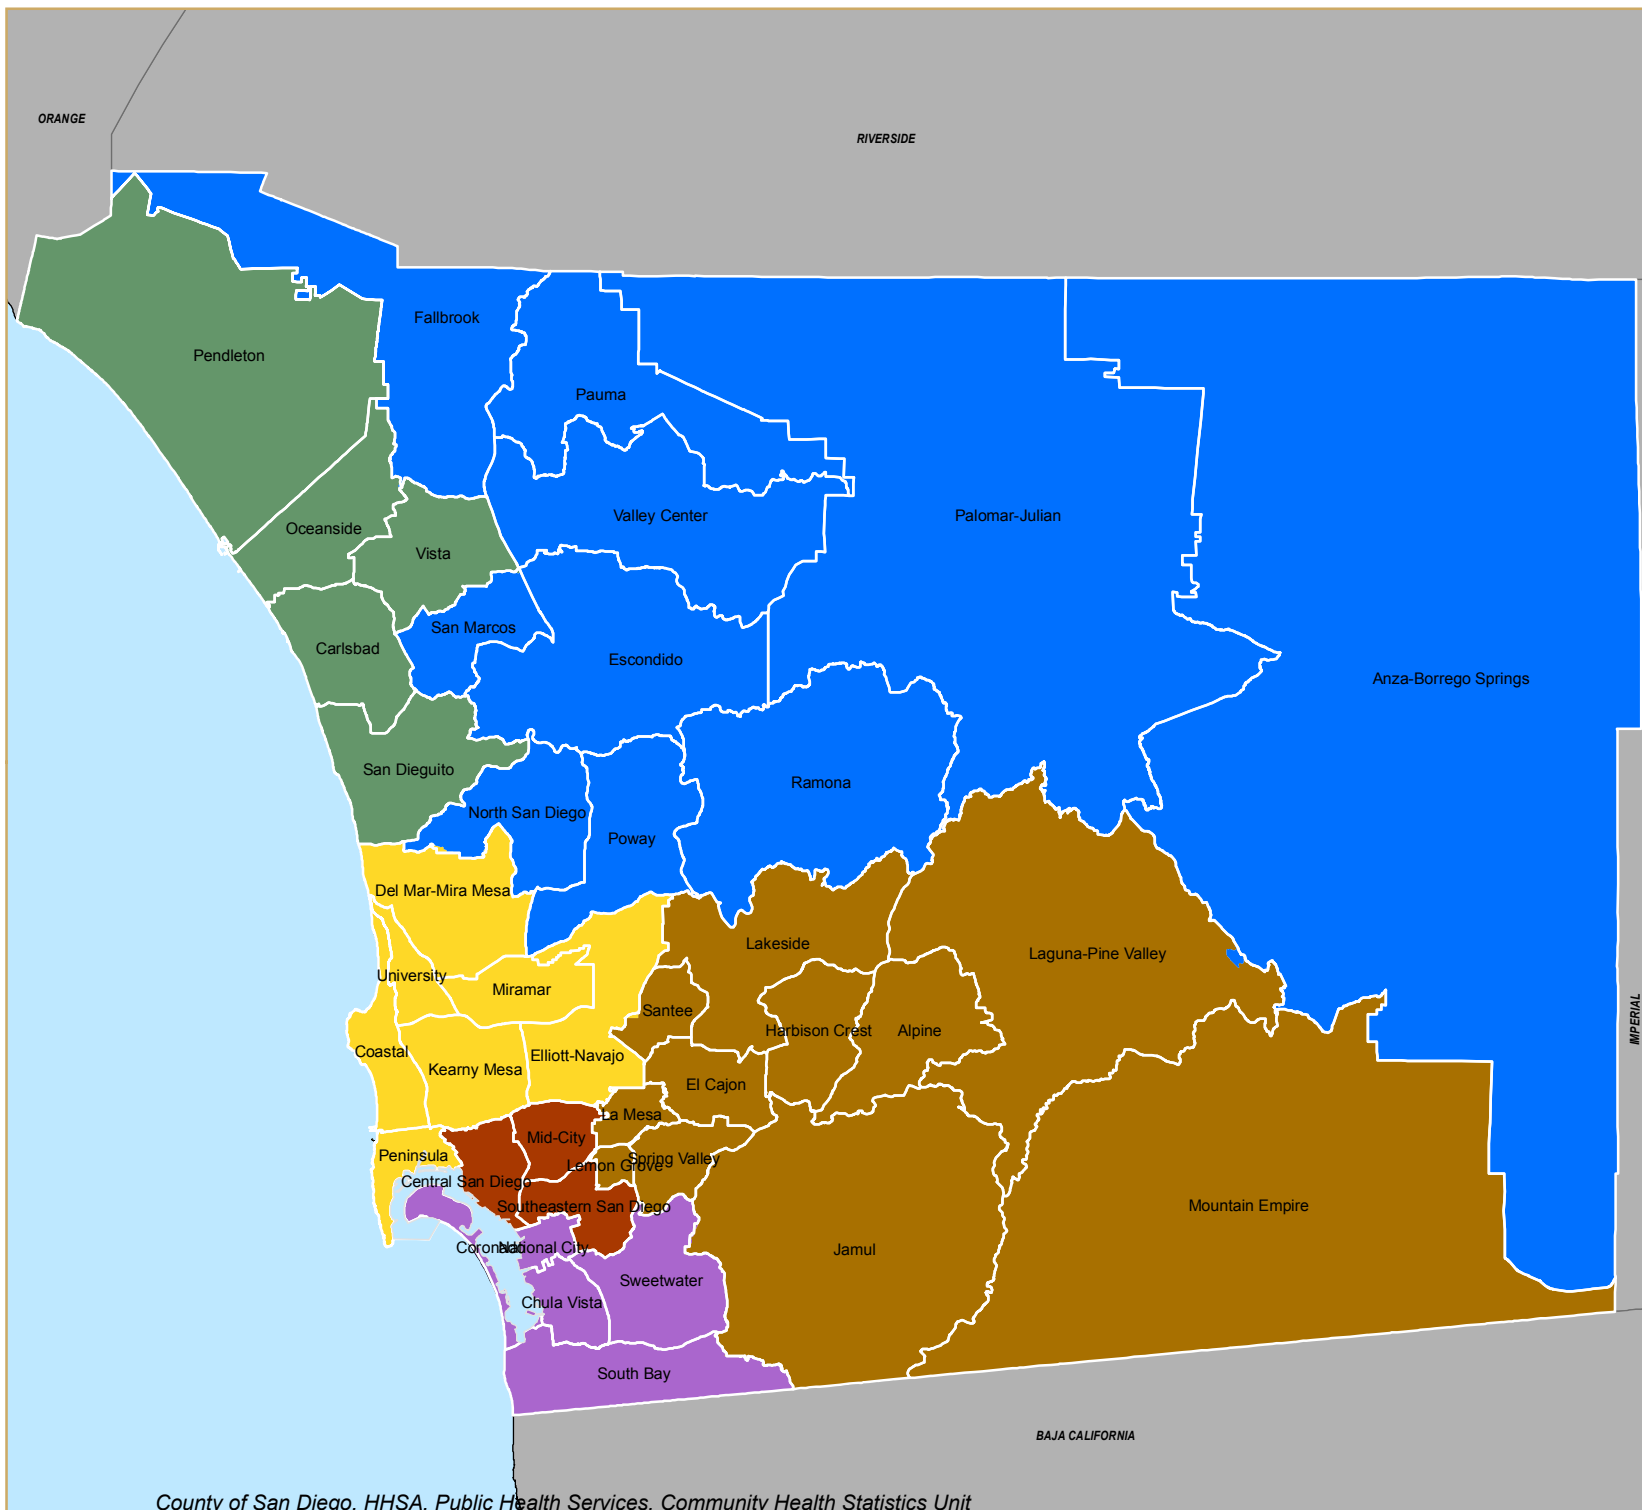 ORANGE
RIVERSIDE
Fallbrook
Pendleton
Pauma
Valley Center
Palomar-Julian
Oceanside
Vista
San Marcos
Carlsbad
Escondido
Anza-Borrego Springs
San Dieguito
Ramona
North San Diego
Poway
Del Mar-Mira Mesa
Lakeside
Laguna-Pine Valley
University
Miramar
Santee
IMPERIAL
Harbison Crest
Alpine
Coastal
Kearny Mesa
Elliott-Navajo
El Cajon
La Mesa
Mid-City
Peninsula
Lemon Grove
Spring Valley
Central San Diego
Southeastern San Diego
Mountain Empire
Coronado
National City
Jamul
Sweetwater
Chula Vista
South Bay
BAJA CALIFORNIA
County of San Diego, HHSA, Public Health Services, Community Health Statistics Unit